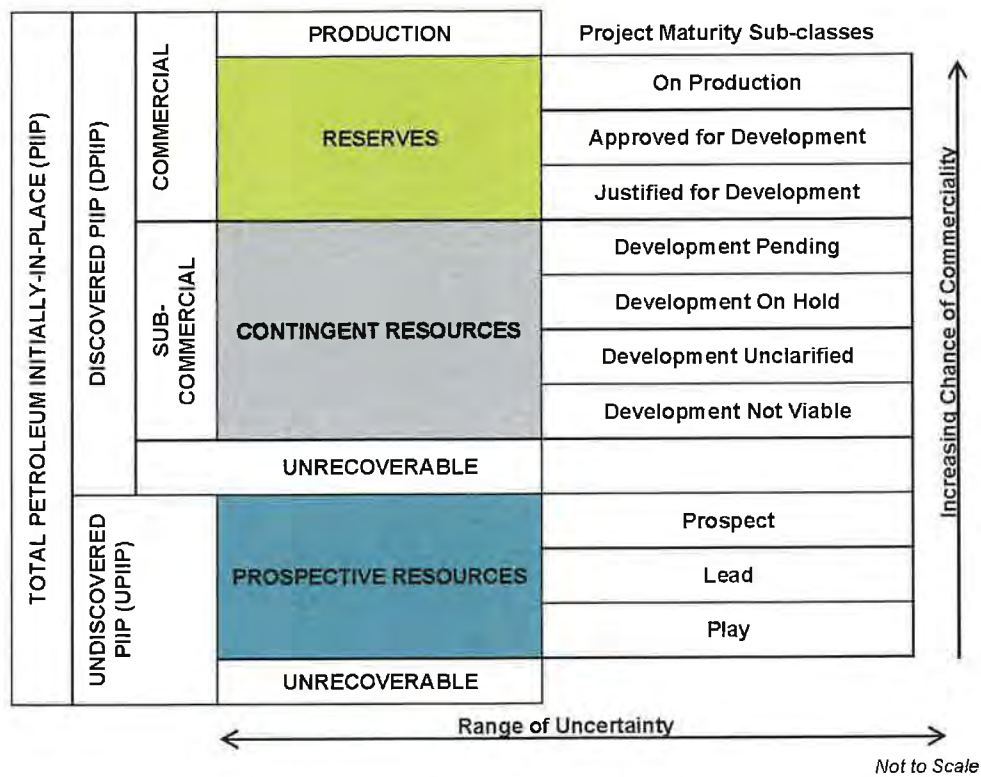 TOTAL PETROLEUM INITIALLY-IN-PLACE (PIIP)
DISCOVERED PIIP (DPIIP)
COMMERCIAL
PRODUCTION
Project Maturity Sub-classes
RESERVES
On Production
Approved for Development
Justified for Development
SUB-
COMMERCIAL
CONTINGENT RESOURCES
Development Pending
Development On Hold
Development Unclarified
Development Not Viable
UNRECOVERABLE
UNDISCOVERED
PIIP (UPIIP)
PROSPECTIVE RESOURCES
Prospect
Lead
Play
UNRECOVERABLE
Increasing Chance of Commerciality
Range of Uncertainty
Not to Scale